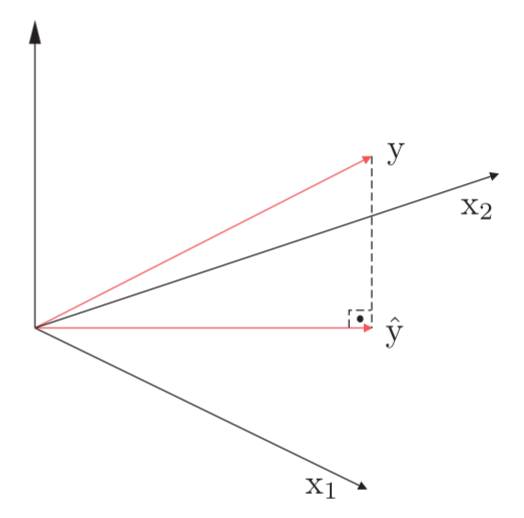 y
x₂
ŷ
x₁